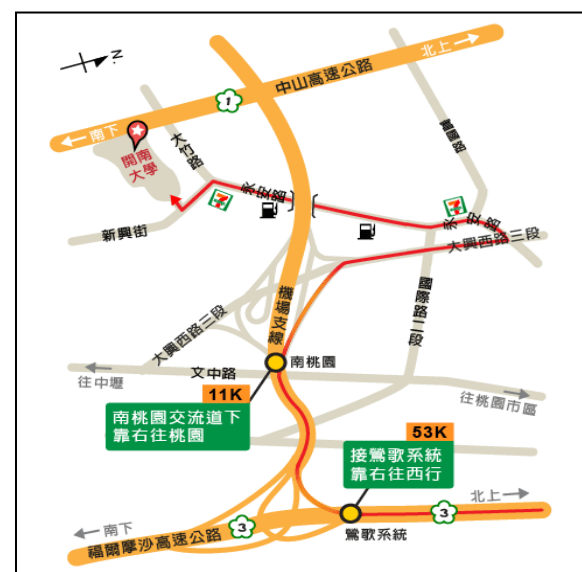 N
北上
中山高速公路
1
南下
開南
大學
大竹路
國際路
永安路
7
7
永安路
新興街
大興西路三段
機場支線
國際路二段
大興西路三段
南桃園
文中路
往中壢
往桃園市區
11K
南桃園交流道下
靠右往桃園
53K
接鶯歌系統
靠右往西行
北上
3
南下
3
福爾摩沙高速公路
鶯歌系統